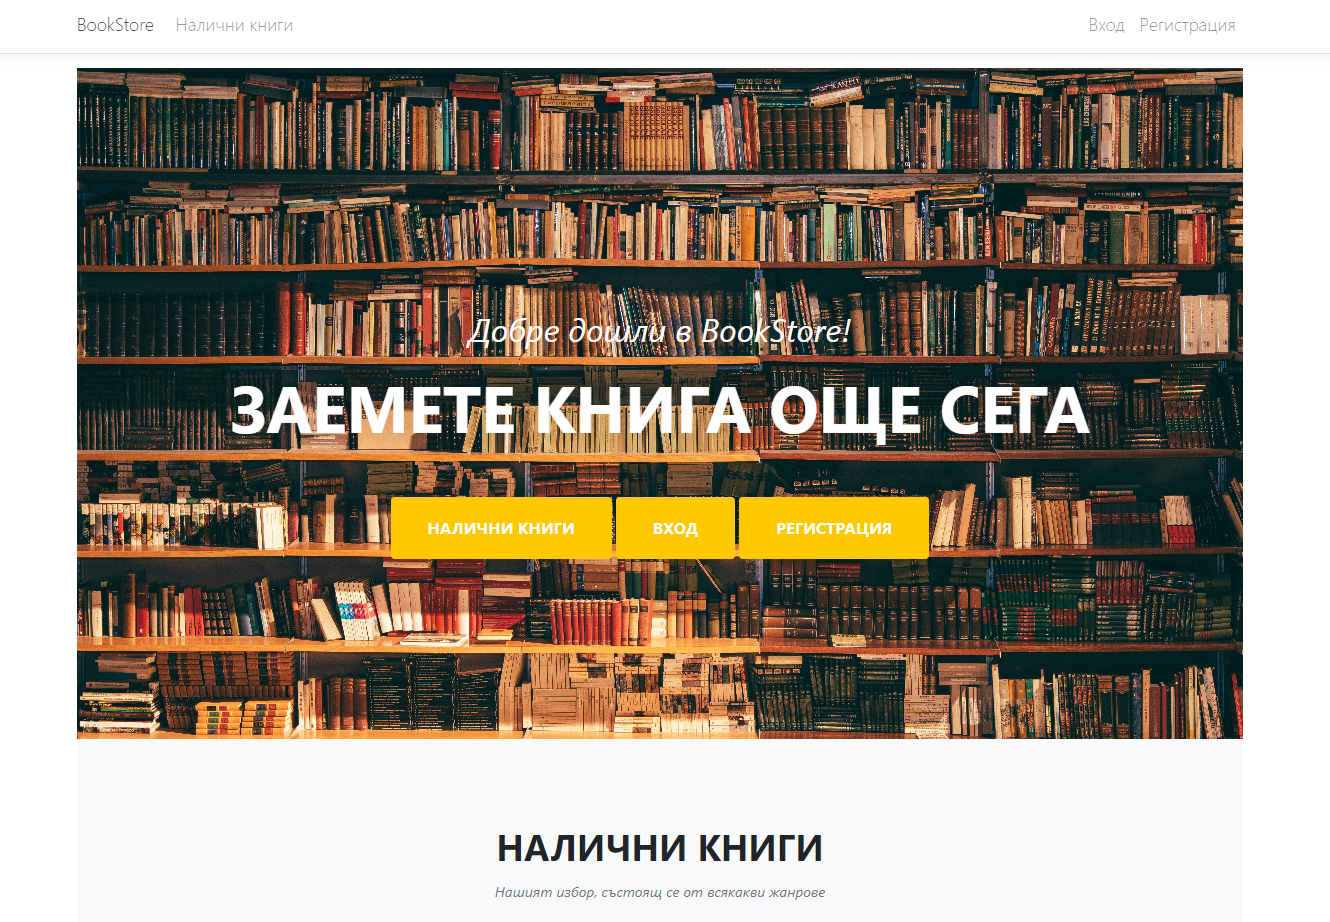 BookStore Налични книги Вход Регистрация
Добре дошли в BookStore!
ЗАЕМЕТЕ КНИГА ОЩЕ СЕГА
НАЛИЧНИ КНИГИ ВХОД РЕГИСТРАЦИЯ
НАЛИЧНИ КНИГИ
Нашият избор, състоящ се от всякакви жанрове